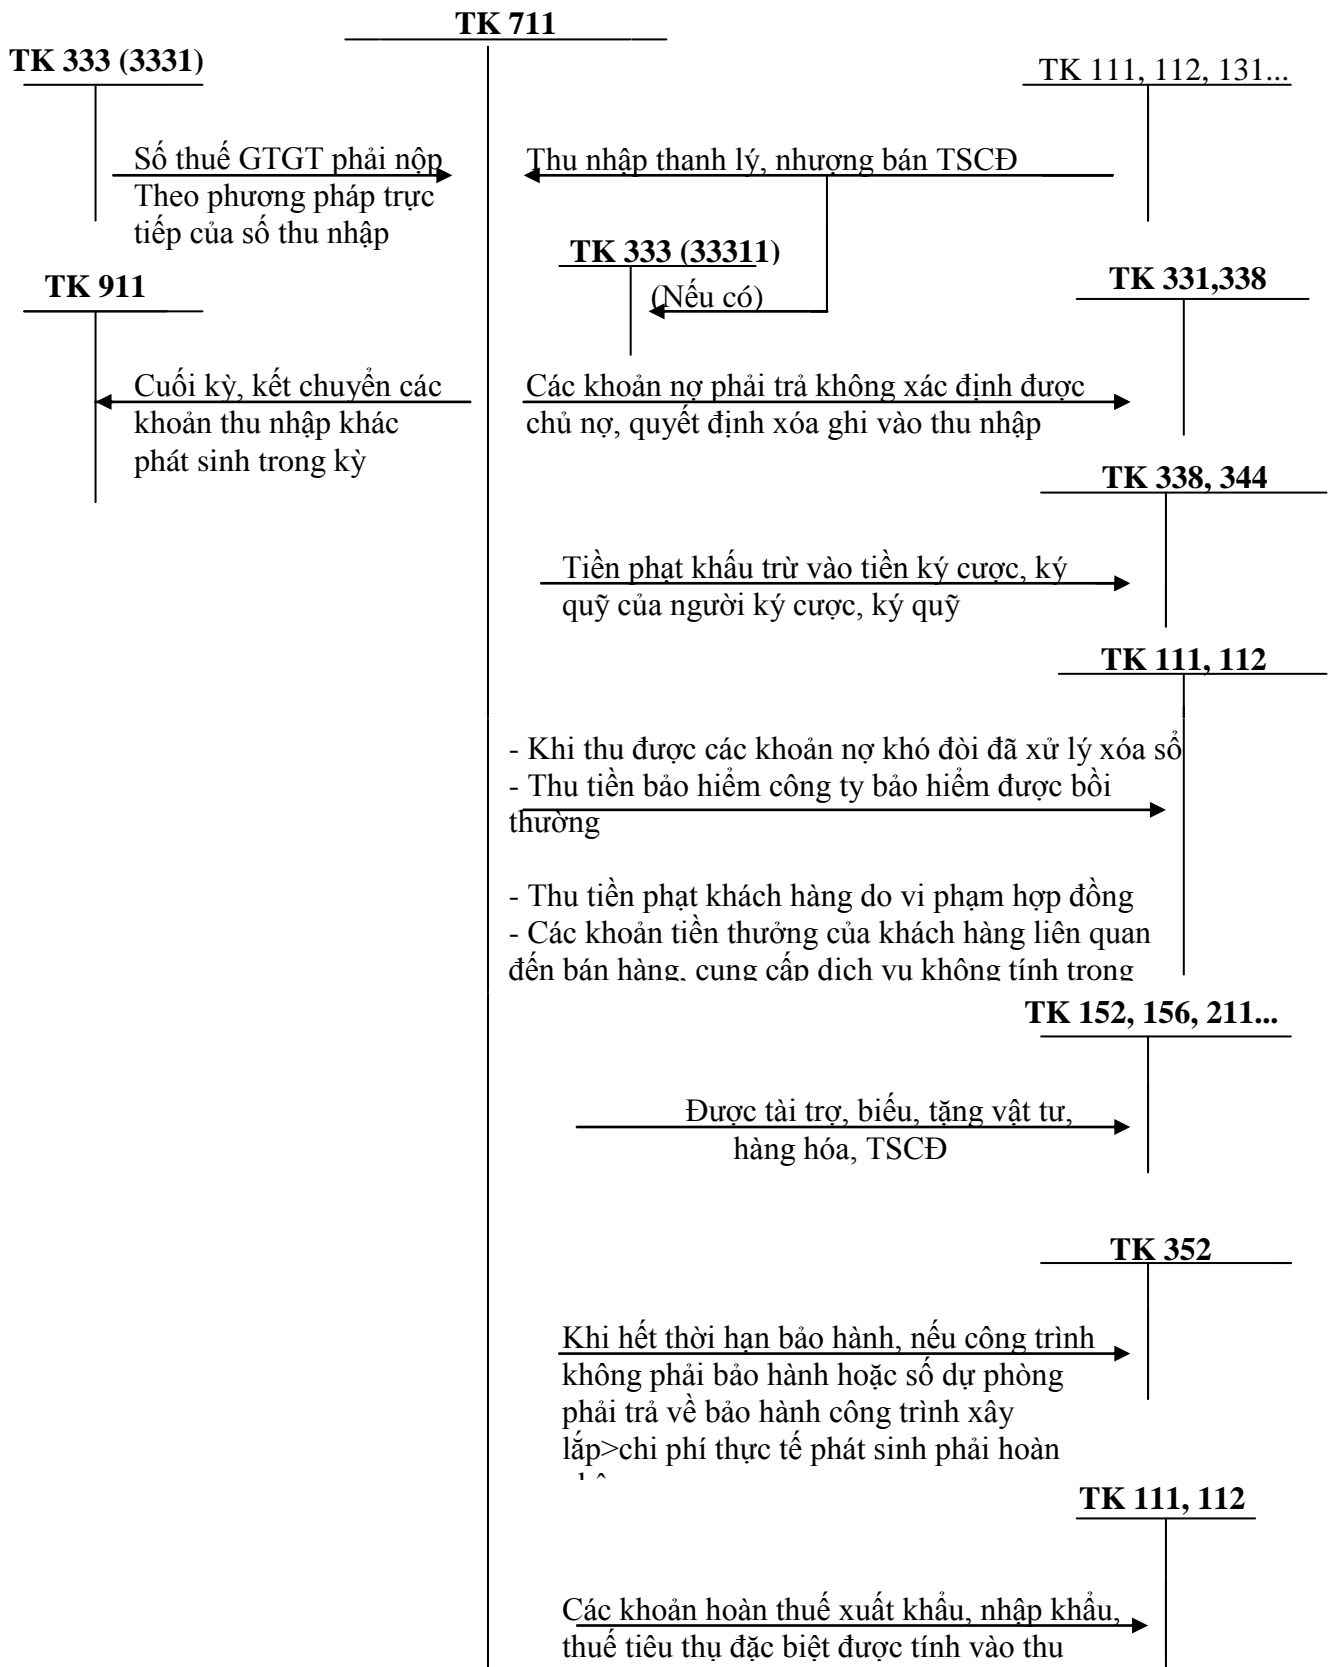 TK 711
TK 333 (3331)
TK 111, 112, 131...
Số thuế GTGT phải nộp
Theo phương pháp trực
tiếp của số thu nhập
Thu nhập thanh lý, nhượng bán TSCĐ
TK 333 (33311)
(Nếu có)
TK 911
TK 331,338
Cuối kỳ, kết chuyển các
khoản thu nhập khác
phát sinh trong kỳ
Các khoản nợ phải trả không xác định được
chủ nợ, quyết định xóa ghi vào thu nhập
TK 338, 344
Tiền phạt khấu trừ vào tiền ký cược, ký
quỹ của người ký cược, ký quỹ
TK 111, 112
- Khi thu được các khoản nợ khó đòi đã xử lý xóa sổ
- Thu tiền bảo hiểm công ty bảo hiểm được bồi
thường
- Thu tiền phạt khách hàng do vi phạm hợp đồng
- Các khoản tiền thưởng của khách hàng liên quan
đến bán hàng, cung cấp dịch vụ không tính trong
TK 152, 156, 211...
Được tài trợ, biếu, tặng vật tư,
hàng hóa, TSCĐ
TK 352
Khi hết thời hạn bảo hành, nếu công trình
không phải bảo hành hoặc số dự phòng
phải trả về bảo hành công trình xây
lắp>chi phí thực tế phát sinh phải hoàn
TK 111, 112
Các khoản hoàn thuế xuất khẩu, nhập khẩu,
thuế tiêu thụ đặc biệt được tính vào thu